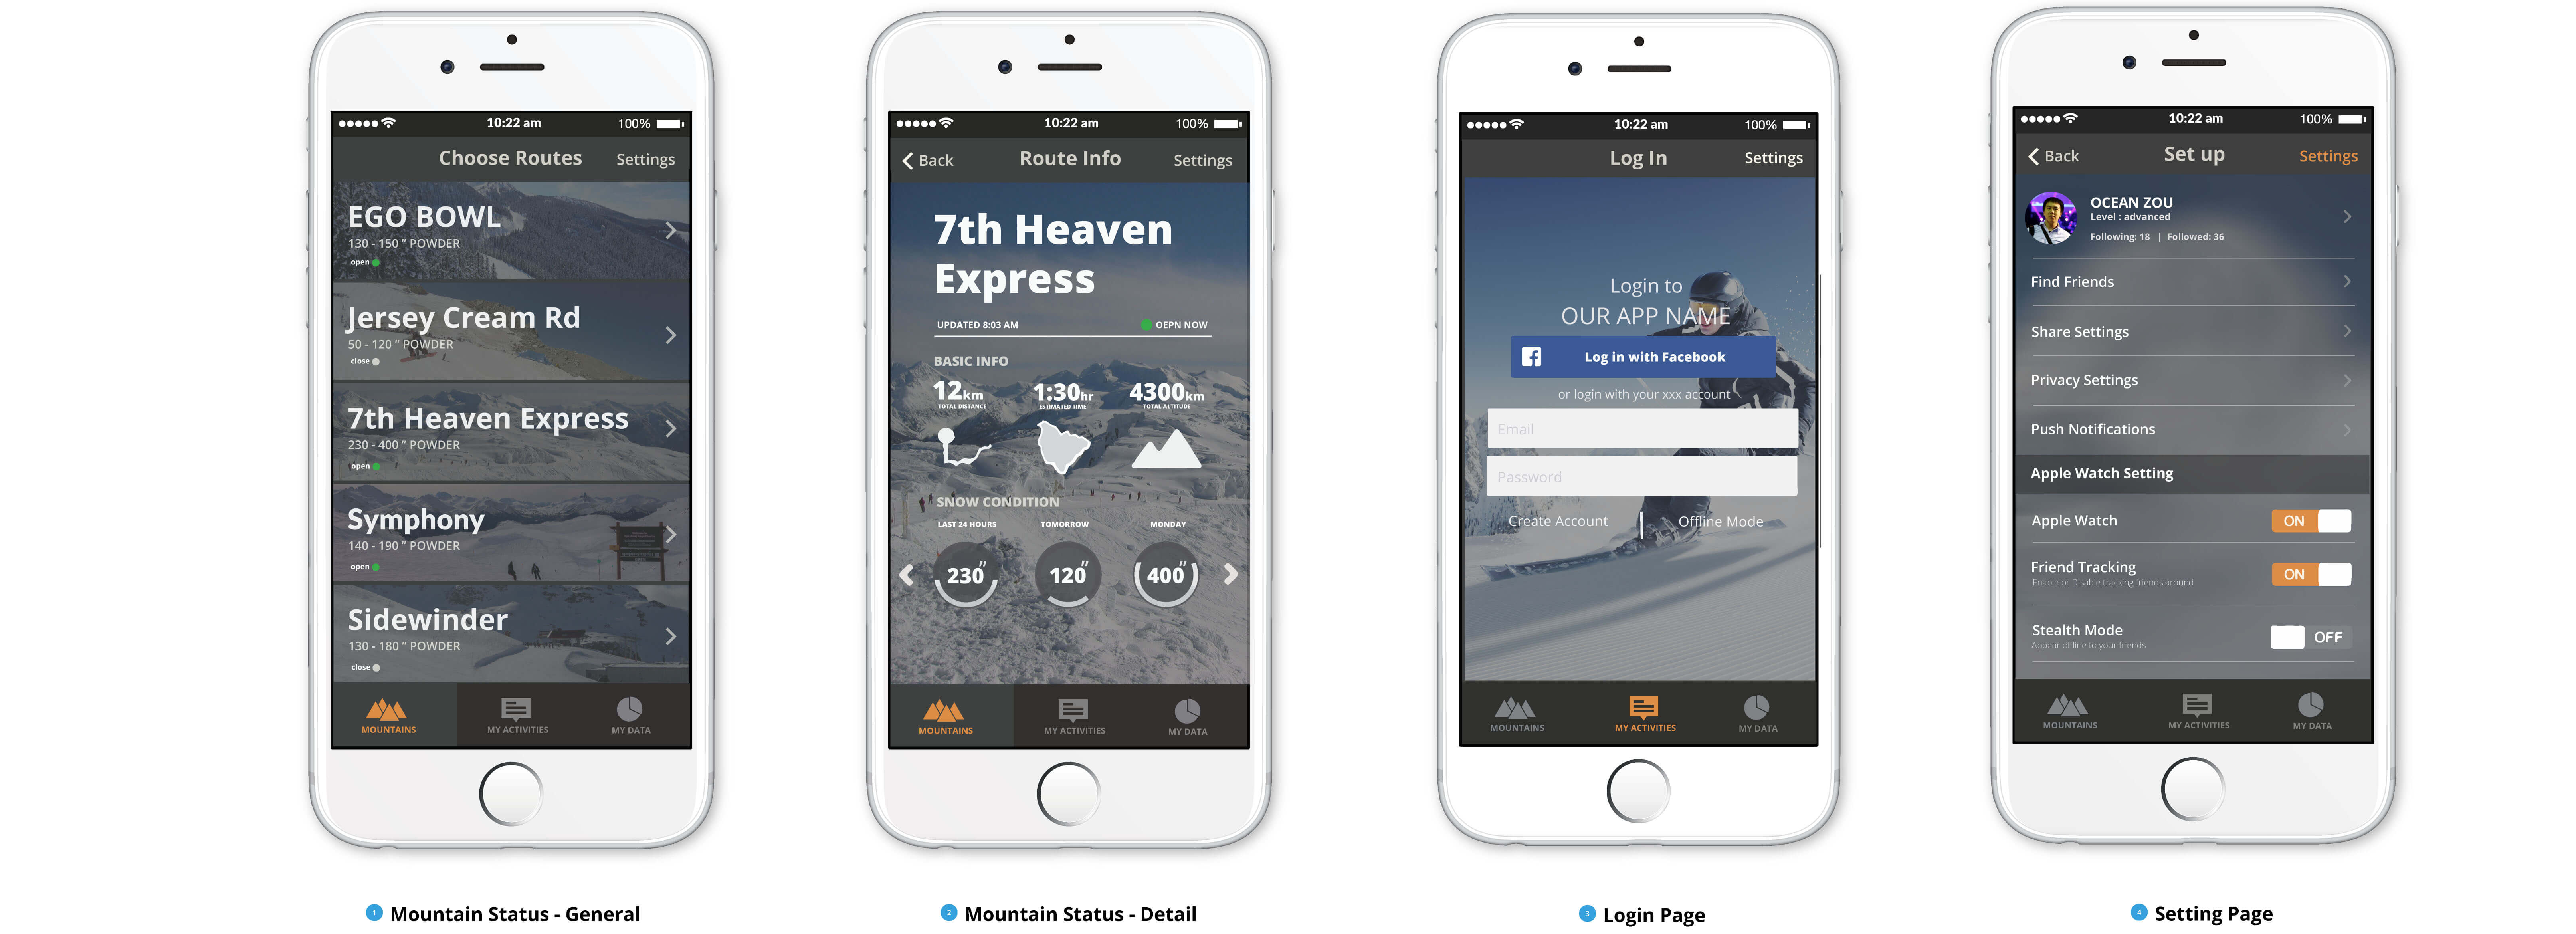 10:22 am 100%
Choose Routes Settings
EGO BOWL
130 - 150 " POWDER
open
Jersey Cream Rd
50 - 120 " POWDER
close
7th Heaven Express
230 - 400 " POWDER
open
Symphony
140 - 190 " POWDER
open
Sidewinder
130 - 180 " POWDER
close
MOUNTAINS MY ACTIVITIES MY DATA
1 Mountain Status - General
10:22 am 100%
Back Route Info Settings
7th Heaven
Express
UPDATED 8:03 AM OEPN NOW
BASIC INFO
12km 1:30hr 4300km
TOTAL DISTANCE ESTIMATED TIME TOTAL ALTITUDE
SNOW CONDITION
LAST 24 HOURS TOMORROW MONDAY
230" 120" 400"
MOUNTAINS MY ACTIVITIES MY DATA
2 Mountain Status - Detail
10:22 am 100%
Log In Settings
Login to
OUR APP NAME
Log in with Facebook
or login with your xxx account
Email
Password
Create Account | Offline Mode
MOUNTAINS MY ACTIVITIES MY DATA
3 Login Page
10:22 am 100%
Back Set up Settings
OCEAN ZOU
Level : advanced
Following: 18 | Followed: 36
Find Friends
Share Settings
Privacy Settings
Push Notifications
Apple Watch Setting
Apple Watch ON
Friend Tracking ON
Enable or Disable tracking friends around
Stealth Mode OFF
Appear offline to your friends
MOUNTAINS MY ACTIVITIES MY DATA
4 Setting Page